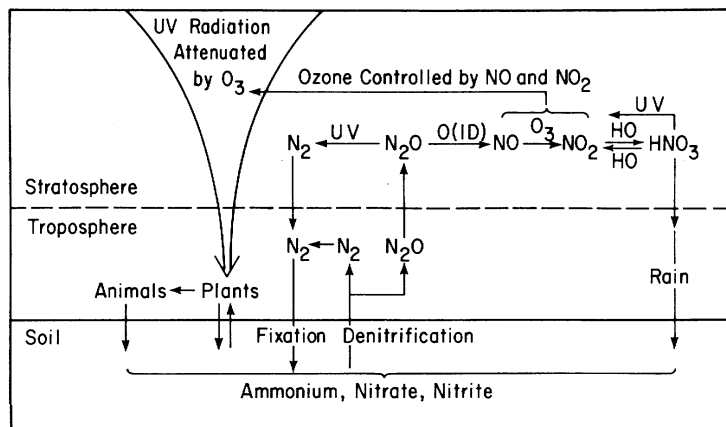 UV Radiation
Attenuated
by O₃
Ozone Controlled by NO and NO₂
UV
N₂ UV N₂O O(ID) NO O₃ NO₂ HO HO HNO₃
Stratosphere
Troposphere
N₂ N₂ N₂O
Animals Plants
Rain
Soil
Fixation Denitrification
Ammonium, Nitrate, Nitrite